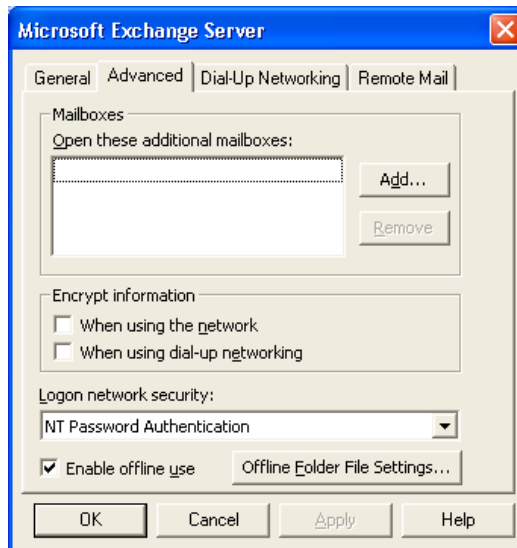 Microsoft Exchange Server
General Advanced Dial-Up Networking Remote Mail
Mailboxes
Open these additional mailboxes:
Add...
Remove
Encrypt information
When using the network
When using dial-up networking
Logon network security:
NT Password Authentication
Enable offline use Offline Folder File Settings...
OK Cancel Apply Help